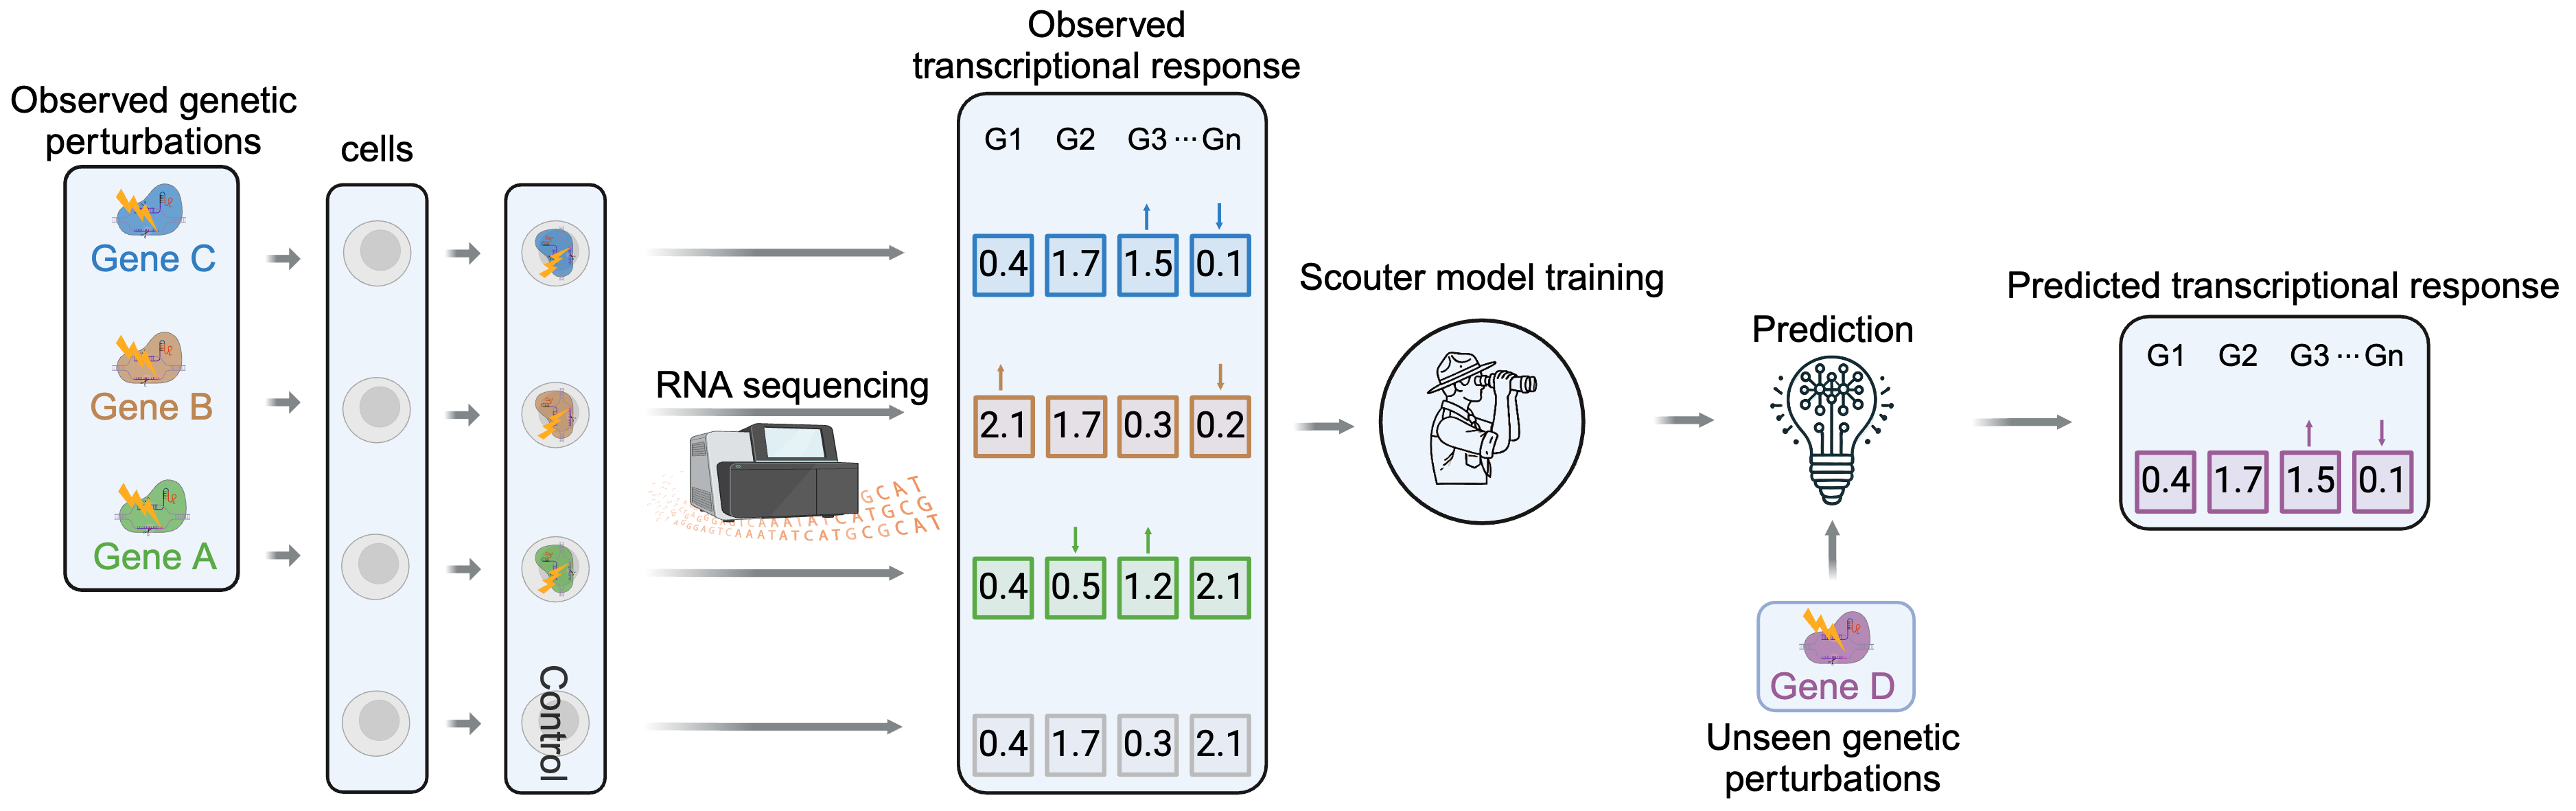 Observed genetic
perturbations
Gene C
Gene B
Gene A
cells
Control
RNA sequencing
GCAT
CATGCG
ATCATGCGCAT
Observed
transcriptional response
G1 G2 G3 ··· Gn
0.4 1.7 1.5 0.1
2.1 1.7 0.3 0.2
0.4 0.5 1.2 2.1
0.4 1.7 0.3 2.1
Scouter model training
Prediction
Gene D
Unseen genetic
perturbations
Predicted transcriptional response
G1 G2 G3 ··· Gn
0.4 1.7 1.5 0.1